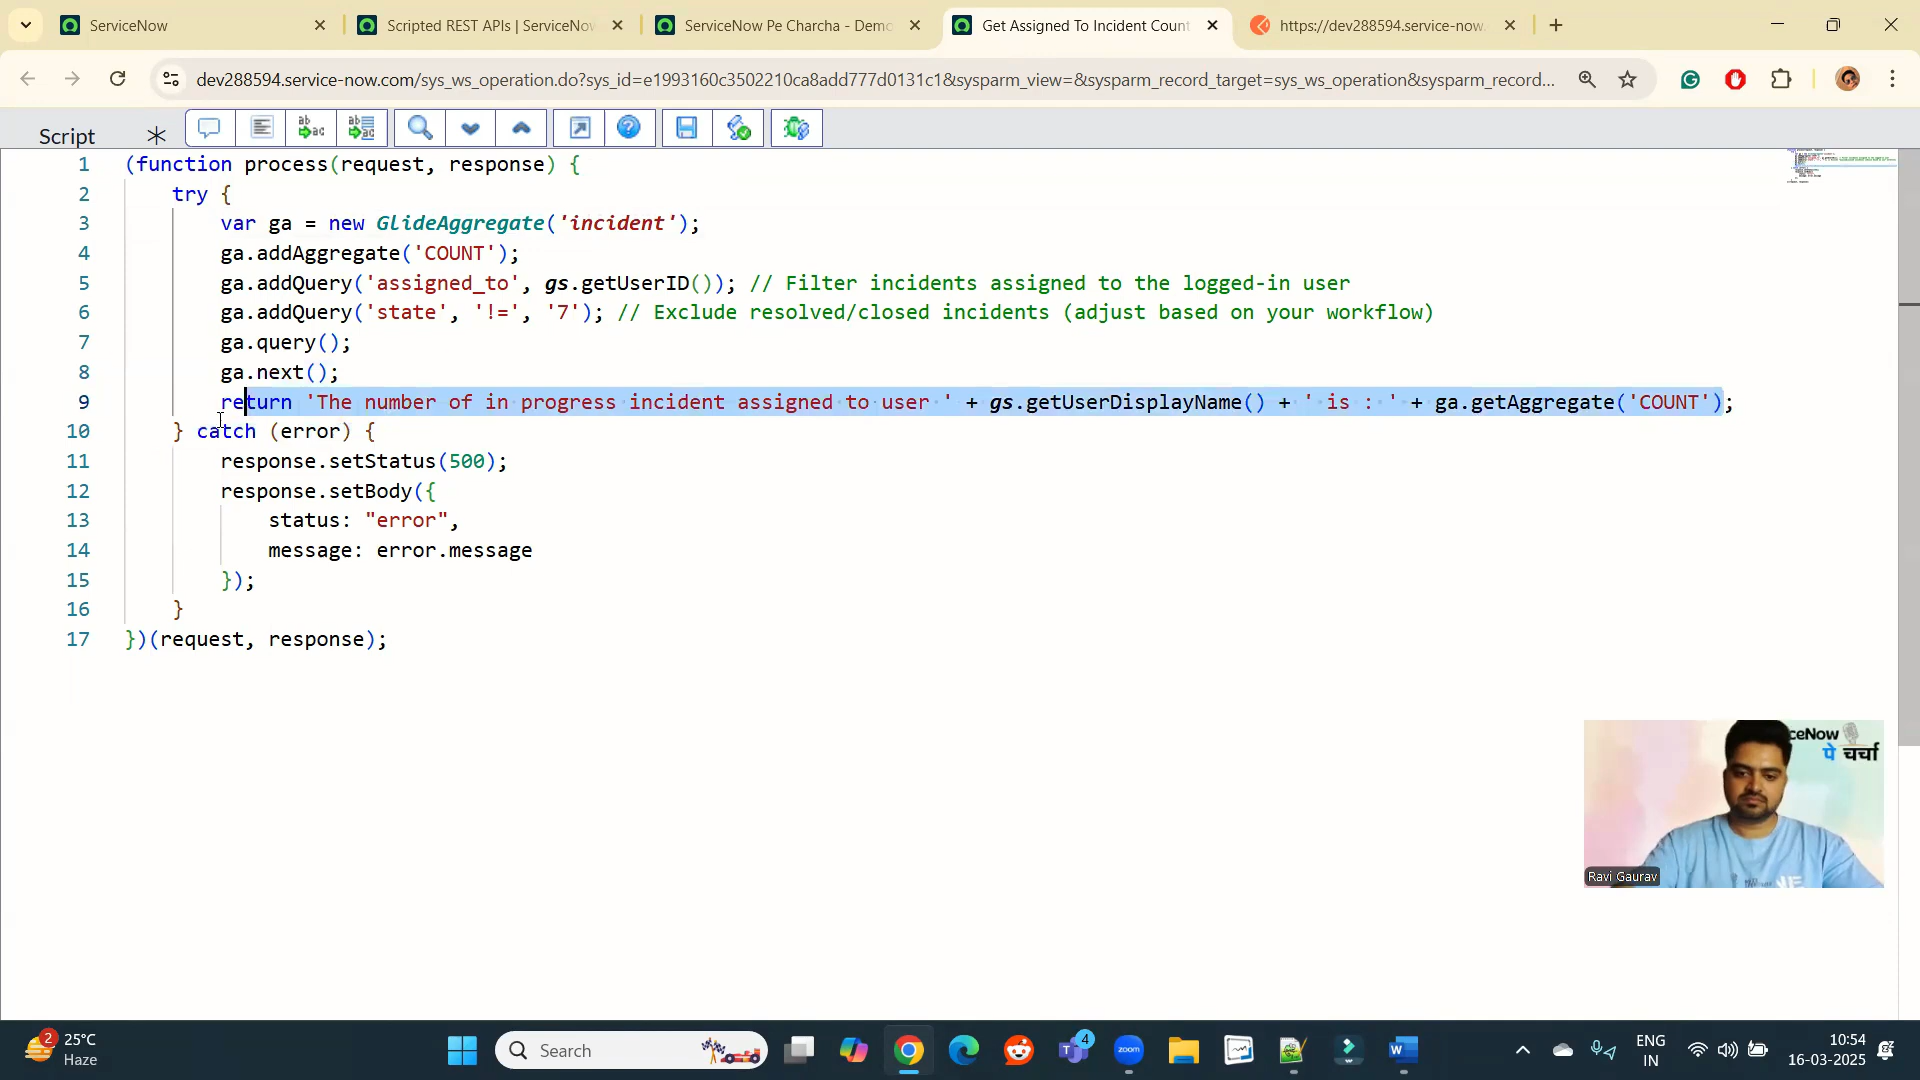 ServiceNow
Scripted REST APIs | ServiceNow
ServiceNow Pe Charcha - Demo
Get Assigned To Incident Count
https://dev288594.service-now.
dev288594.service-now.com/sys_ws_operation.do?sys_id=e1993160c3502210ca8add777d0131c1&sysparm_view=&sysparm_record_target=sys_ws_operation&sysparm_record...
Script
1 (function process(request, response) {
2 try {
3 var ga = new GlideAggregate('incident');
4 ga.addAggregate('COUNT');
5 ga.addQuery('assigned_to', gs.getUserID()); // Filter incidents assigned to the logged-in user
6 ga.addQuery('state', '!=', '7'); // Exclude resolved/closed incidents (adjust based on your workflow)
7 ga.query();
8 ga.next();
9 return 'The number of in progress incident assigned to user ' + gs.getUserDisplayName() + ' is : ' + ga.getAggregate('COUNT');
10 } catch (error) {
11 response.setStatus(500);
12 response.setBody({
13 status: "error",
14 message: error.message
15 });
16 }
17 })(request, response);
ceNow
पे चर्चा
Ravi Gaurav
2
25°C
Haze
Search
4
zoom
ENG
IN
10:54
16-03-2025